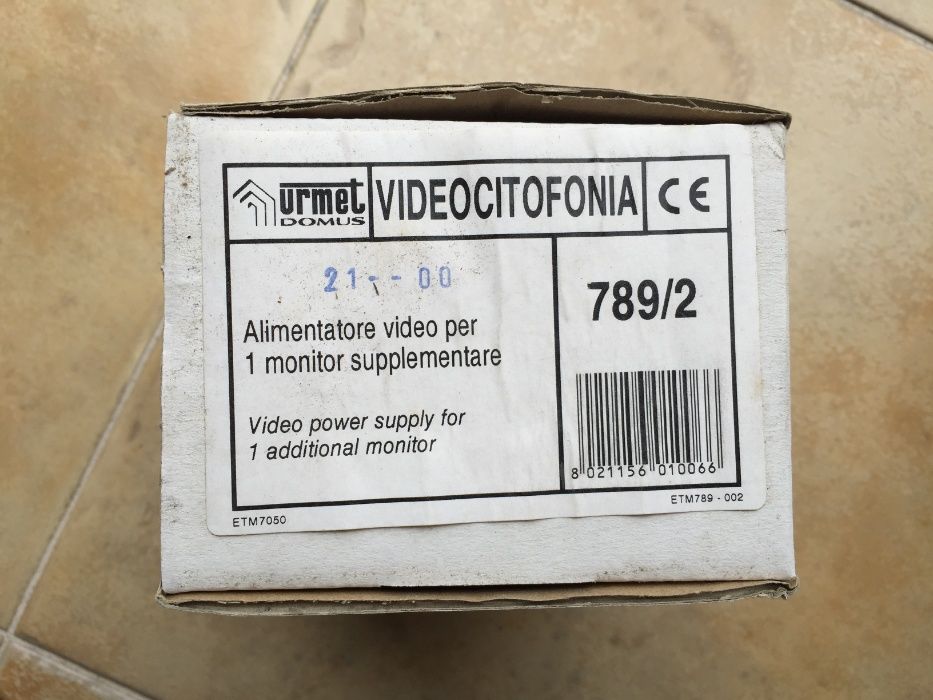 urmet
DOMUS
VIDEOCITOFONIA
CE
21--00
Alimentatore video per
1 monitor supplementare
Video power supply for
1 additional monitor
789/2
8 021156 010066
ETM7050
ETM789 - 002